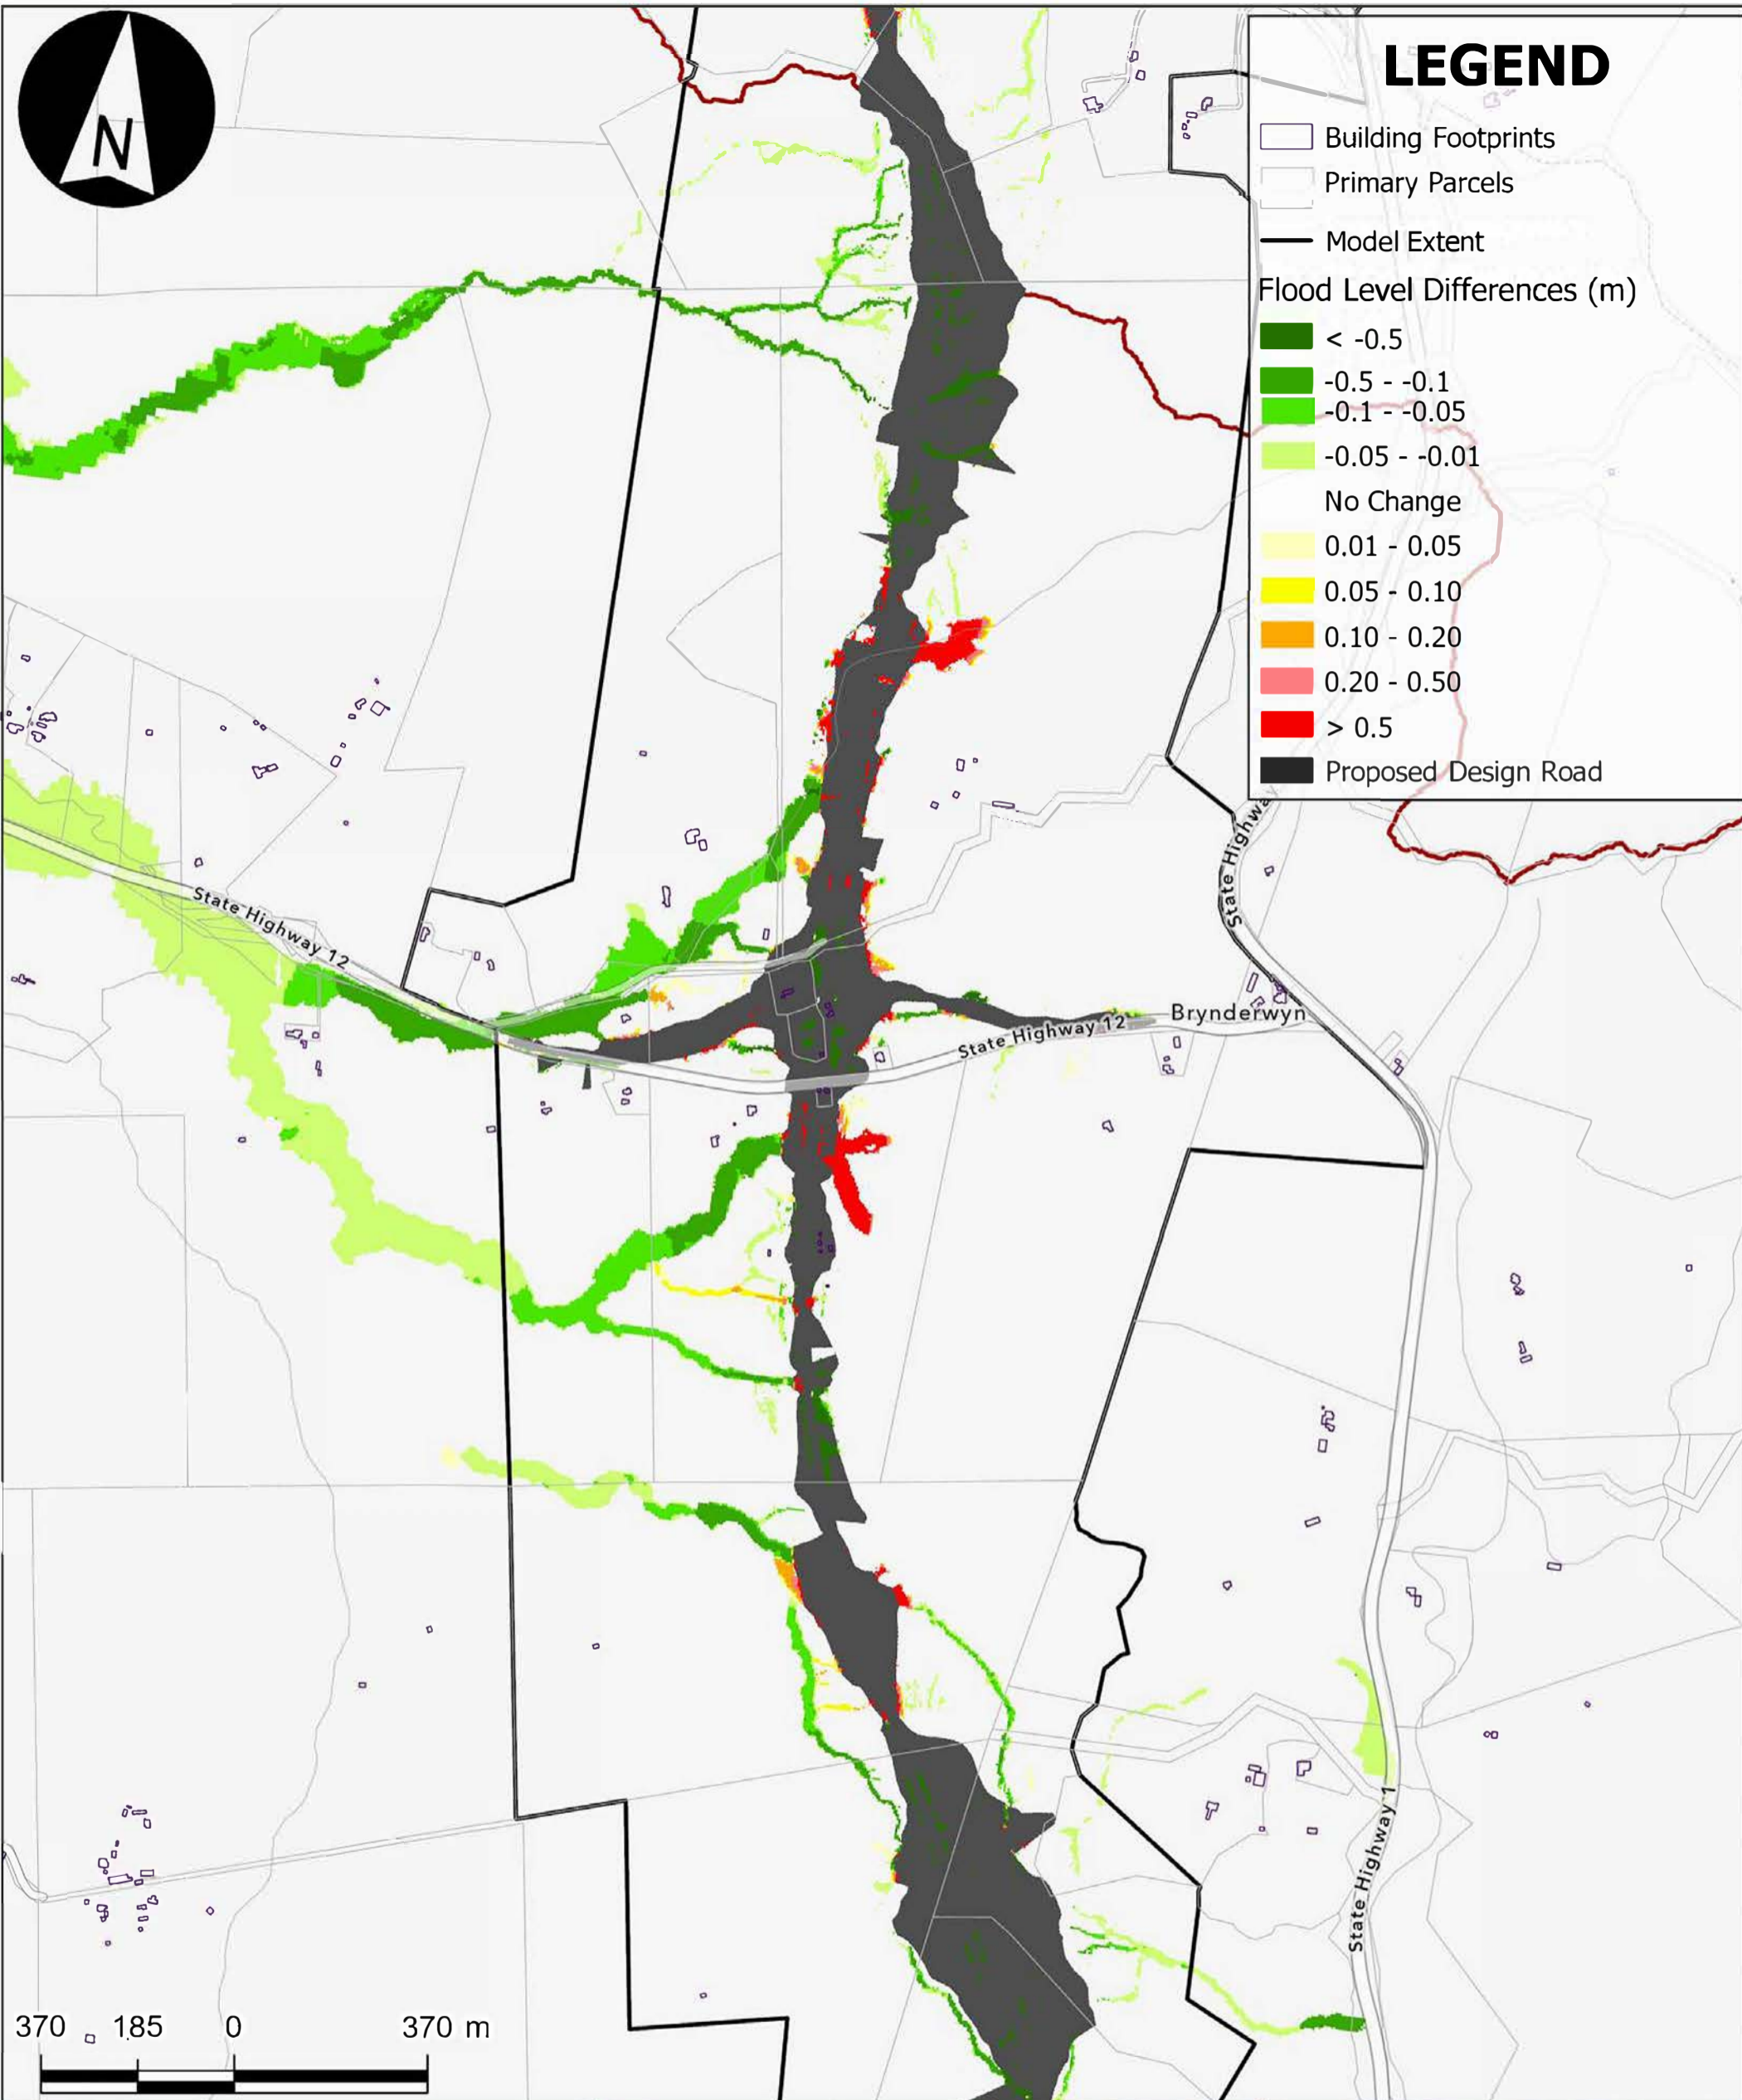 N
LEGEND
Building Footprints
Primary Parcels
Model Extent
Flood Level Differences (m)
< -0.5
-0.5 - -0.1
-0.1 - -0.05
-0.05 - -0.01
No Change
0.01 - 0.05
0.05 - 0.10
0.10 - 0.20
0.20 - 0.50
> 0.5
Proposed Design Road
State Highway
State Highway 12
Brynderwyn
State Highway 12
State Highway 1
370 185 0 370 m